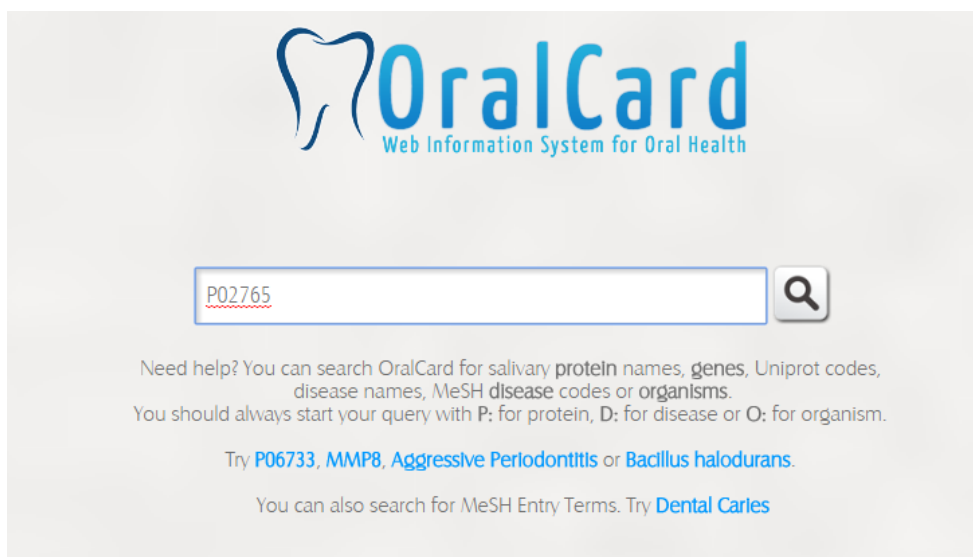 OralCard
Web Information System for Oral Health
P02765
Need help? You can search OralCard for salivary protein names, genes, Uniprot codes,
disease names, MeSH disease codes or organisms.
You should always start your query with P: for protein, D: for disease or O: for organism.
Try P06733, MMP8, Aggressive Periodontitis or Bacillus halodurans.
You can also search for MeSH Entry Terms. Try Dental Caries